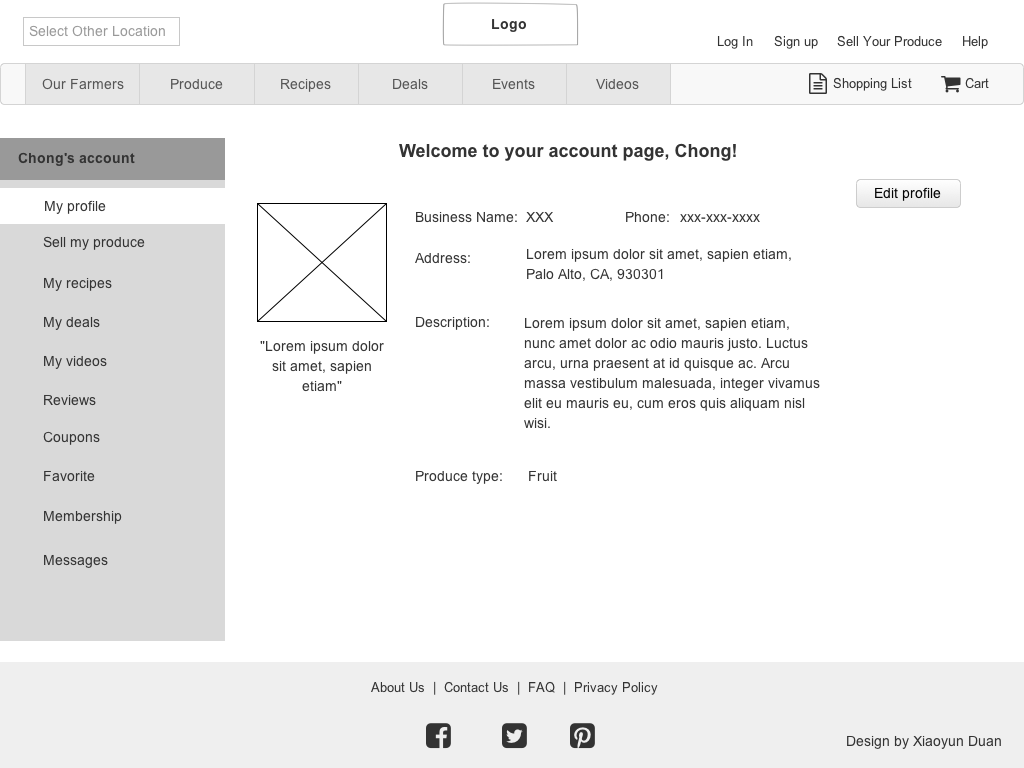 Select Other Location
Logo
Log In Sign up Sell Your Produce Help
Our Farmers Produce Recipes Deals Events Videos Shopping List Cart
Chong's account
My profile
Sell my produce
My recipes
My deals
My videos
Reviews
Coupons
Favorite
Membership
Messages
Welcome to your account page, Chong!
Edit profile
"Lorem ipsum dolor
sit amet, sapien
etiam"
Business Name: XXX Phone: xxx-xxx-xxxx
Address: Lorem ipsum dolor sit amet, sapien etiam,
Palo Alto, CA, 930301
Description: Lorem ipsum dolor sit amet, sapien etiam,
nunc amet dolor ac odio mauris justo. Luctus
arcu, urna praesent at id quisque ac. Arcu
massa vestibulum malesuada, integer vivamus
elit eu mauris eu, cum eros quis aliquam nisl
wisi.
Produce type: Fruit
About Us | Contact Us | FAQ | Privacy Policy
Design by Xiaoyun Duan